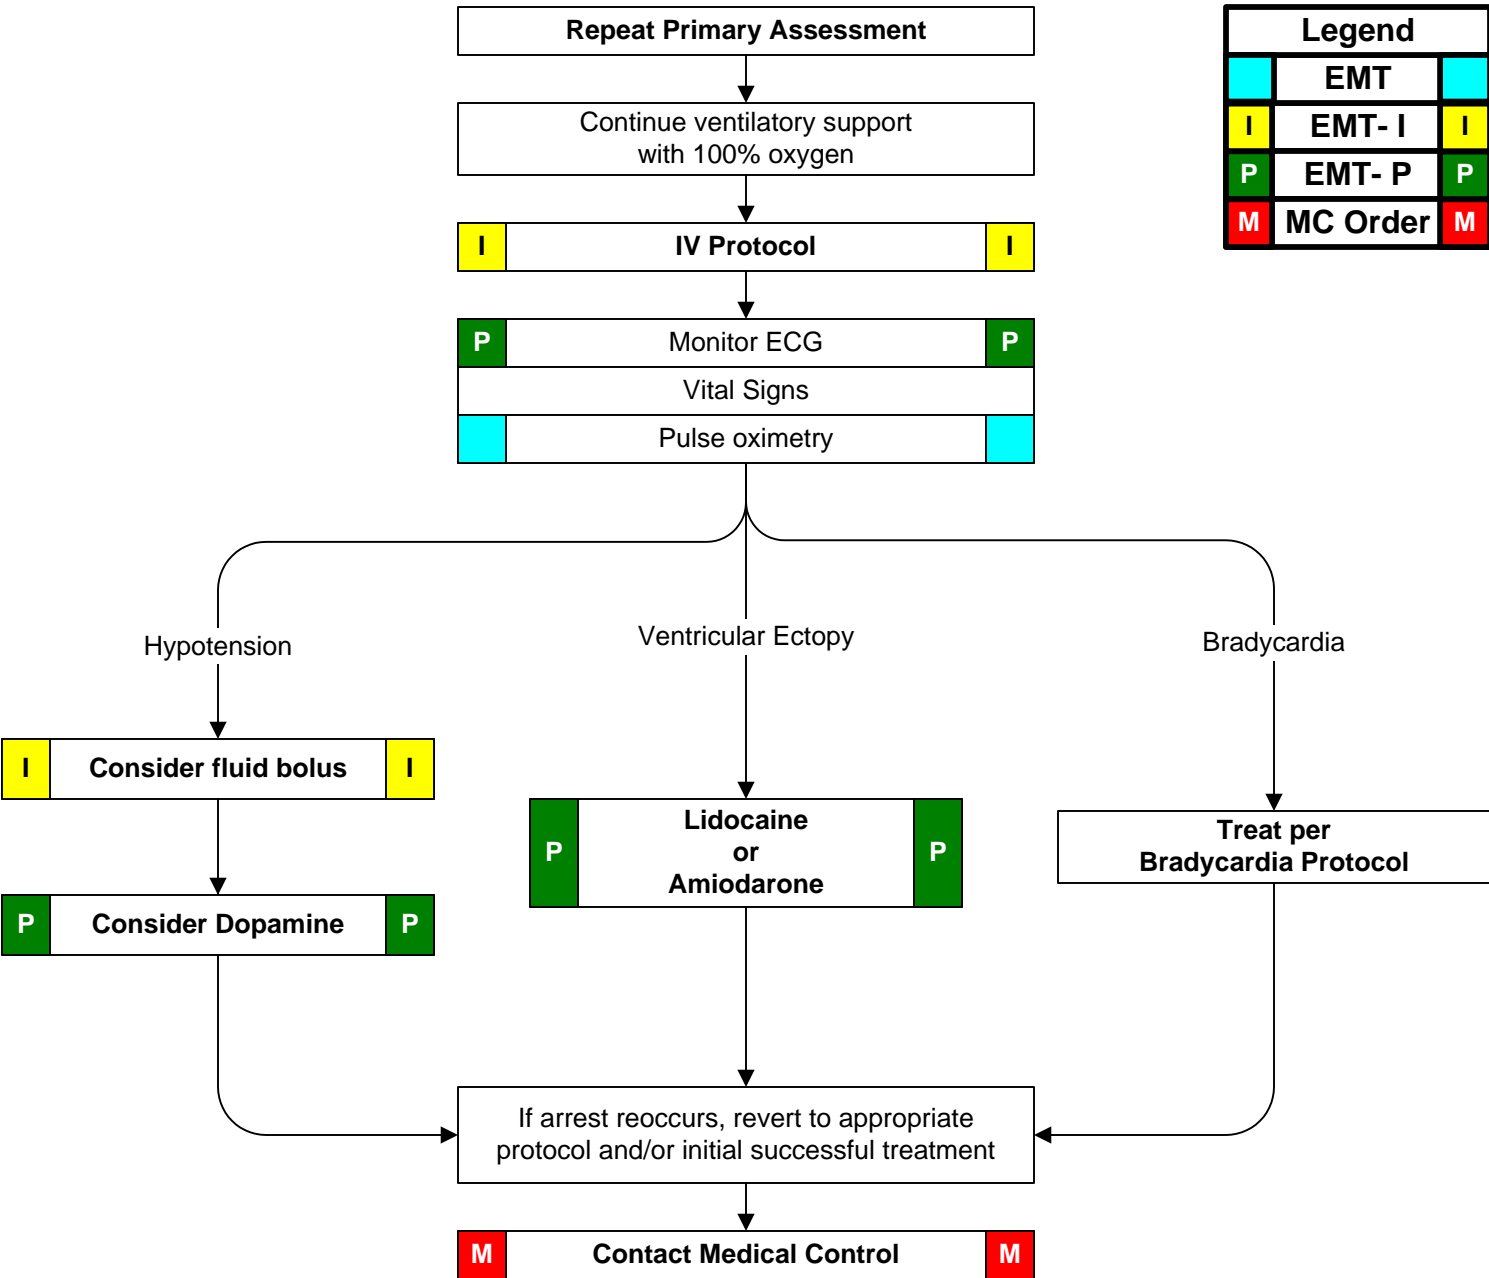 Repeat Primary Assessment
Legend
EMT
I EMT- I I
P EMT- P P
M MC Order M
Continue ventilatory support
with 100% oxygen
I IV Protocol I
P Monitor ECG P
Vital Signs
Pulse oximetry
Hypotension
Ventricular Ectopy
Bradycardia
I Consider fluid bolus I
P Consider Dopamine P
Lidocaine
P or P
Amiodarone
Treat per
Bradycardia Protocol
If arrest reoccurs, revert to appropriate
protocol and/or initial successful treatment
M Contact Medical Control M